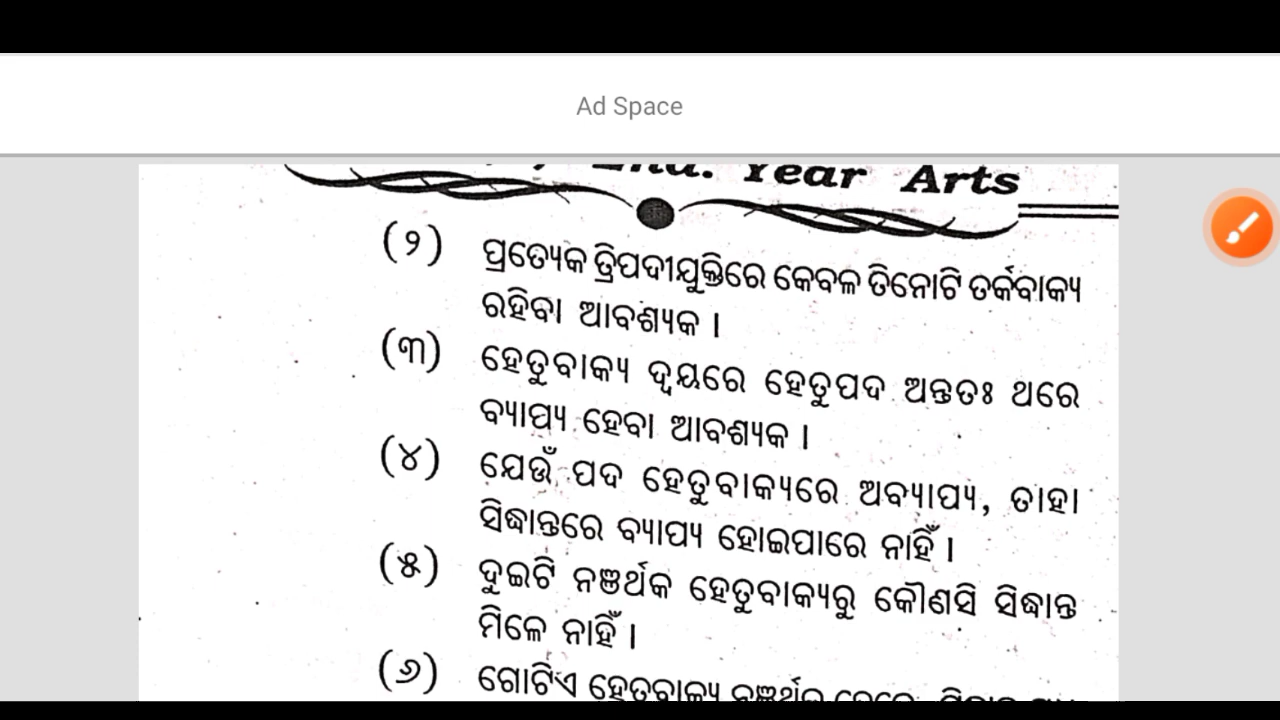 Ad Space
Year Arts
(୨) ପ୍ରତ୍ୟେକ ତ୍ରିପଦୀଯୁକ୍ତିରେ କେବଳ ତିନୋଟି ତର୍କବାକ୍ୟ
ରହିବା ଆବଶ୍ୟକ ।
(୩) ହେତୁବାକ୍ୟ ଦ୍ୱୟରେ ହେତୁପଦ ଅନ୍ତତଃ ଥରେ
ବ୍ୟାପ୍ୟ ହେବା ଆବଶ୍ୟକ ।
(୪) ଯେଉଁ ପଦ ହେତୁବାକ୍ୟରେ ଅବ୍ୟାପ୍ୟ, ତାହା
ସିଦ୍ଧାନ୍ତରେ ବ୍ୟାପ୍ୟ ହୋଇପାରେ ନାହିଁ ।
(୫) ଦୁଇଟି ନଞର୍ଥକ ହେତୁବାକ୍ୟରୁ କୌଣସି ସିଦ୍ଧାନ୍ତ
ମିଳେ ନାହିଁ ।
(୬) ଗୋଟିଏ ହେତୁବାକ୍ୟ